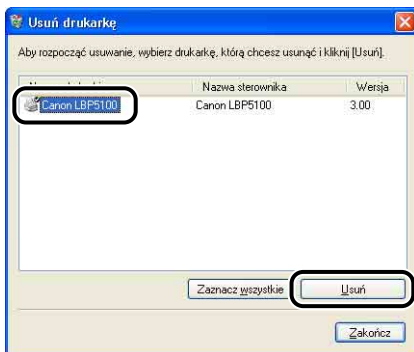 Usuń drukarkę
Aby rozpocząć usuwanie, wybierz drukarkę, którą chcesz usunąć i kliknij [Usuń].
Nazwa sterownika Wersja
Canon LBP5100 Canon LBP5100 3.00
Zaznacz wszystkie Usuń
Zakończ